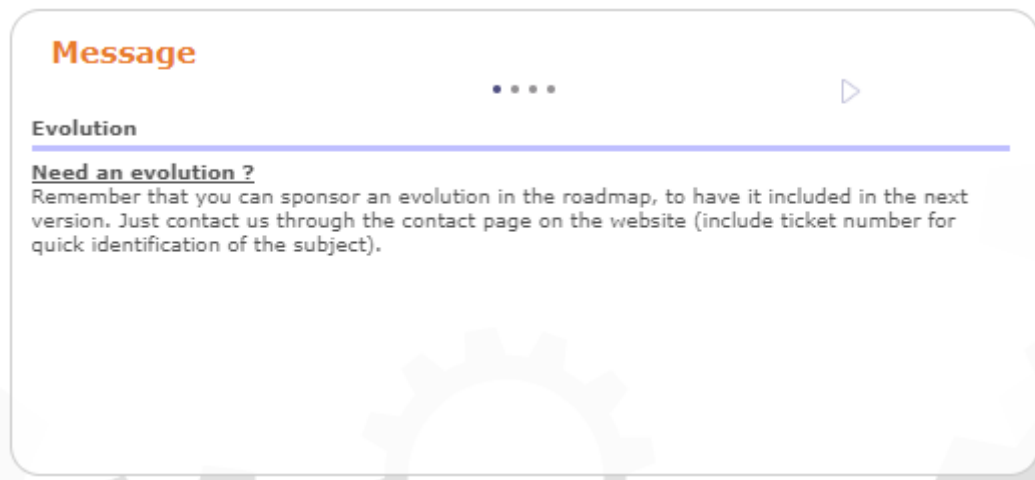 Message
Evolution
Need an evolution ?
Remember that you can sponsor an evolution in the roadmap, to have it included in the next
version. Just contact us through the contact page on the website (include ticket number for
quick identification of the subject).